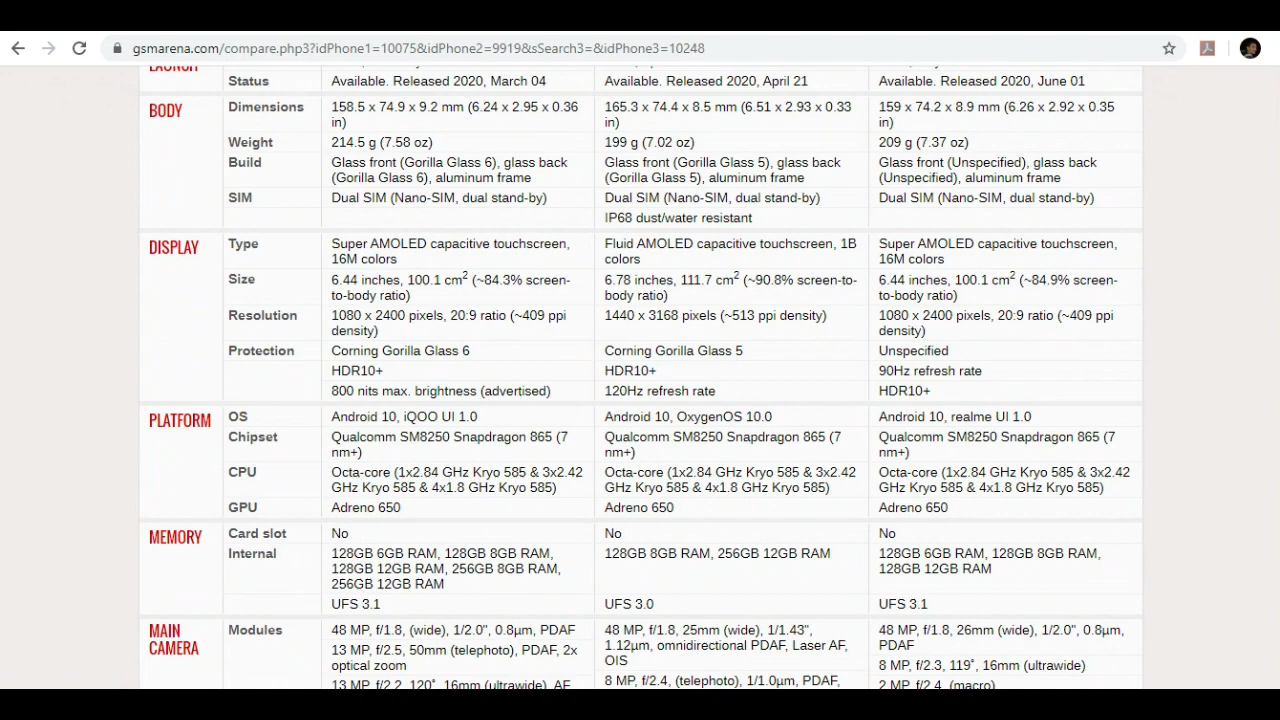 gsmarena.com/compare.php3?idPhone1=10075&idPhone2=9919&sSearch3=&idPhone3=10248
LAUNCH
Status Available. Released 2020, March 04 Available. Released 2020, April 21 Available. Released 2020, June 01
BODY Dimensions 158.5 x 74.9 x 9.2 mm (6.24 x 2.95 x 0.36 165.3 x 74.4 x 8.5 mm (6.51 x 2.93 x 0.33 159 x 74.2 x 8.9 mm (6.26 x 2.92 x 0.35
in) in) in)
Weight 214.5 g (7.58 oz) 199 g (7.02 oz) 209 g (7.37 oz)
Build Glass front (Gorilla Glass 6), glass back Glass front (Gorilla Glass 5), glass back Glass front (Unspecified), glass back
(Gorilla Glass 6), aluminum frame (Gorilla Glass 5), aluminum frame (Unspecified), aluminum frame
SIM Dual SIM (Nano-SIM, dual stand-by) Dual SIM (Nano-SIM, dual stand-by) Dual SIM (Nano-SIM, dual stand-by)
IP68 dust/water resistant
DISPLAY Type Super AMOLED capacitive touchscreen, Fluid AMOLED capacitive touchscreen, 1B Super AMOLED capacitive touchscreen,
16M colors colors 16M colors
Size 6.44 inches, 100.1 cm2 (~84.3% screen- 6.78 inches, 111.7 cm2 (~90.8% screen-to- 6.44 inches, 100.1 cm2 (~84.9% screen-
to-body ratio) body ratio) to-body ratio)
Resolution 1080 x 2400 pixels, 20:9 ratio (~409 ppi 1440 x 3168 pixels (~513 ppi density) 1080 x 2400 pixels, 20:9 ratio (~409 ppi
density) density)
Protection Corning Gorilla Glass 6 Corning Gorilla Glass 5 Unspecified
HDR10+ HDR10+ 90Hz refresh rate
800 nits max. brightness (advertised) 120Hz refresh rate HDR10+
PLATFORM OS Android 10, iQOO UI 1.0 Android 10, OxygenOS 10.0 Android 10, realme UI 1.0
Chipset Qualcomm SM8250 Snapdragon 865 (7 Qualcomm SM8250 Snapdragon 865 (7 Qualcomm SM8250 Snapdragon 865 (7
nm+) nm+) nm+)
CPU Octa-core (1x2.84 GHz Kryo 585 & 3x2.42 Octa-core (1x2.84 GHz Kryo 585 & 3x2.42 Octa-core (1x2.84 GHz Kryo 585 & 3x2.42
GHz Kryo 585 & 4x1.8 GHz Kryo 585) GHz Kryo 585 & 4x1.8 GHz Kryo 585) GHz Kryo 585 & 4x1.8 GHz Kryo 585)
GPU Adreno 650 Adreno 650 Adreno 650
MEMORY Card slot No No No
Internal 128GB 6GB RAM, 128GB 8GB RAM, 128GB 8GB RAM, 256GB 12GB RAM 128GB 6GB RAM, 128GB 8GB RAM,
128GB 12GB RAM, 256GB 8GB RAM, 128GB 12GB RAM
256GB 12GB RAM
UFS 3.1 UFS 3.0 UFS 3.1
MAIN Modules 48 MP, f/1.8, (wide), 1/2.0", 0.8µm, PDAF 48 MP, f/1.8, 25mm (wide), 1/1.43", 48 MP, f/1.8, 26mm (wide), 1/2.0", 0.8µm,
CAMERA 13 MP, f/2.5, 50mm (telephoto), PDAF, 2x 1.12µm, omnidirectional PDAF, Laser AF, PDAF
optical zoom OIS 8 MP, f/2.3, 119˚, 16mm (ultrawide)
13 MP, f/2.2, 120˚, 16mm (ultrawide), AF 8 MP, f/2.4, (telephoto), 1/1.0µm, PDAF, 2 MP, f/2.4, (macro)